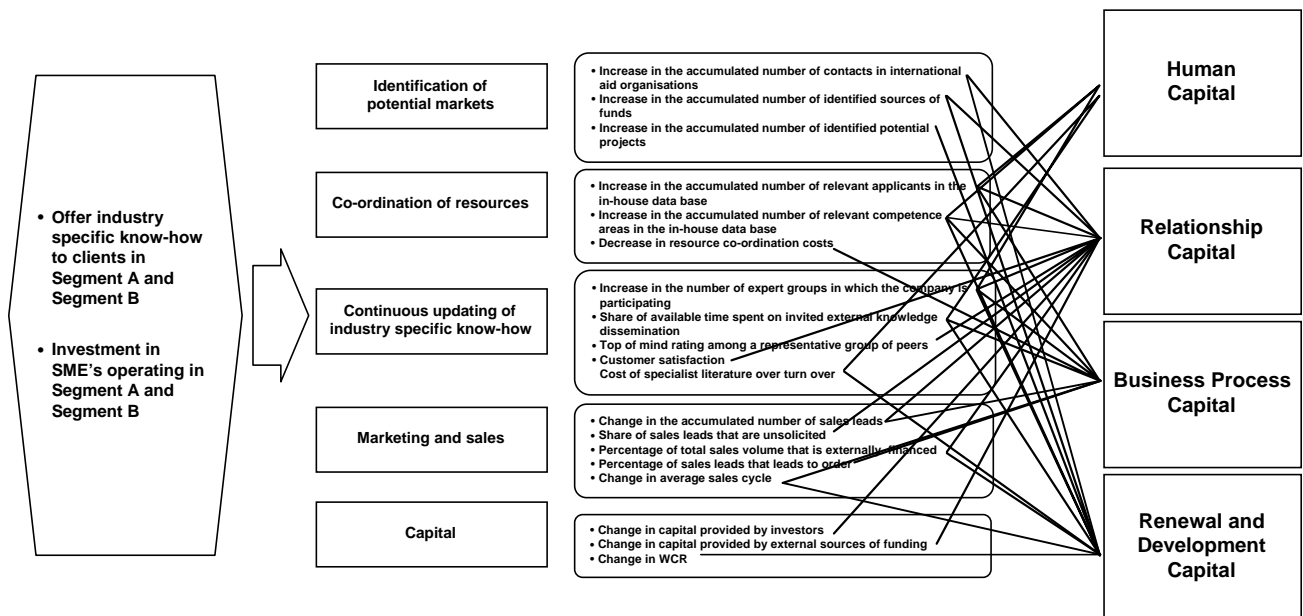 • Offer industry
specific know-how
to clients in
Segment A and
Segment B
• Investment in
SME's operating in
Segment A and
Segment B
Identification of
potential markets
• Increase in the accumulated number of contacts in international
aid organisations
• Increase in the accumulated number of identified sources of
funds
• Increase in the accumulated number of identified potential
projects
Co-ordination of resources
• Increase in the accumulated number of relevant applicants in the
in-house data base
• Increase in the accumulated number of relevant competence
areas in the in-house data base
• Decrease in resource co-ordination costs
Continuous updating of
industry specific know-how
• Increase in the number of expert groups in which the company is
participating
• Share of available time spent on invited external knowledge
dissemination
• Top of mind rating among a representative group of peers
• Customer satisfaction
Cost of specialist literature over turn over
Marketing and sales
• Change in the accumulated number of sales leads
• Share of sales leads that are unsolicited
• Percentage of total sales volume that is externally financed
• Percentage of sales leads that leads to order
• Change in average sales cycle
Capital
• Change in capital provided by investors
• Change in capital provided by external sources of funding
• Change in WCR
Human
Capital
Relationship
Capital
Business Process
Capital
Renewal and
Development
Capital